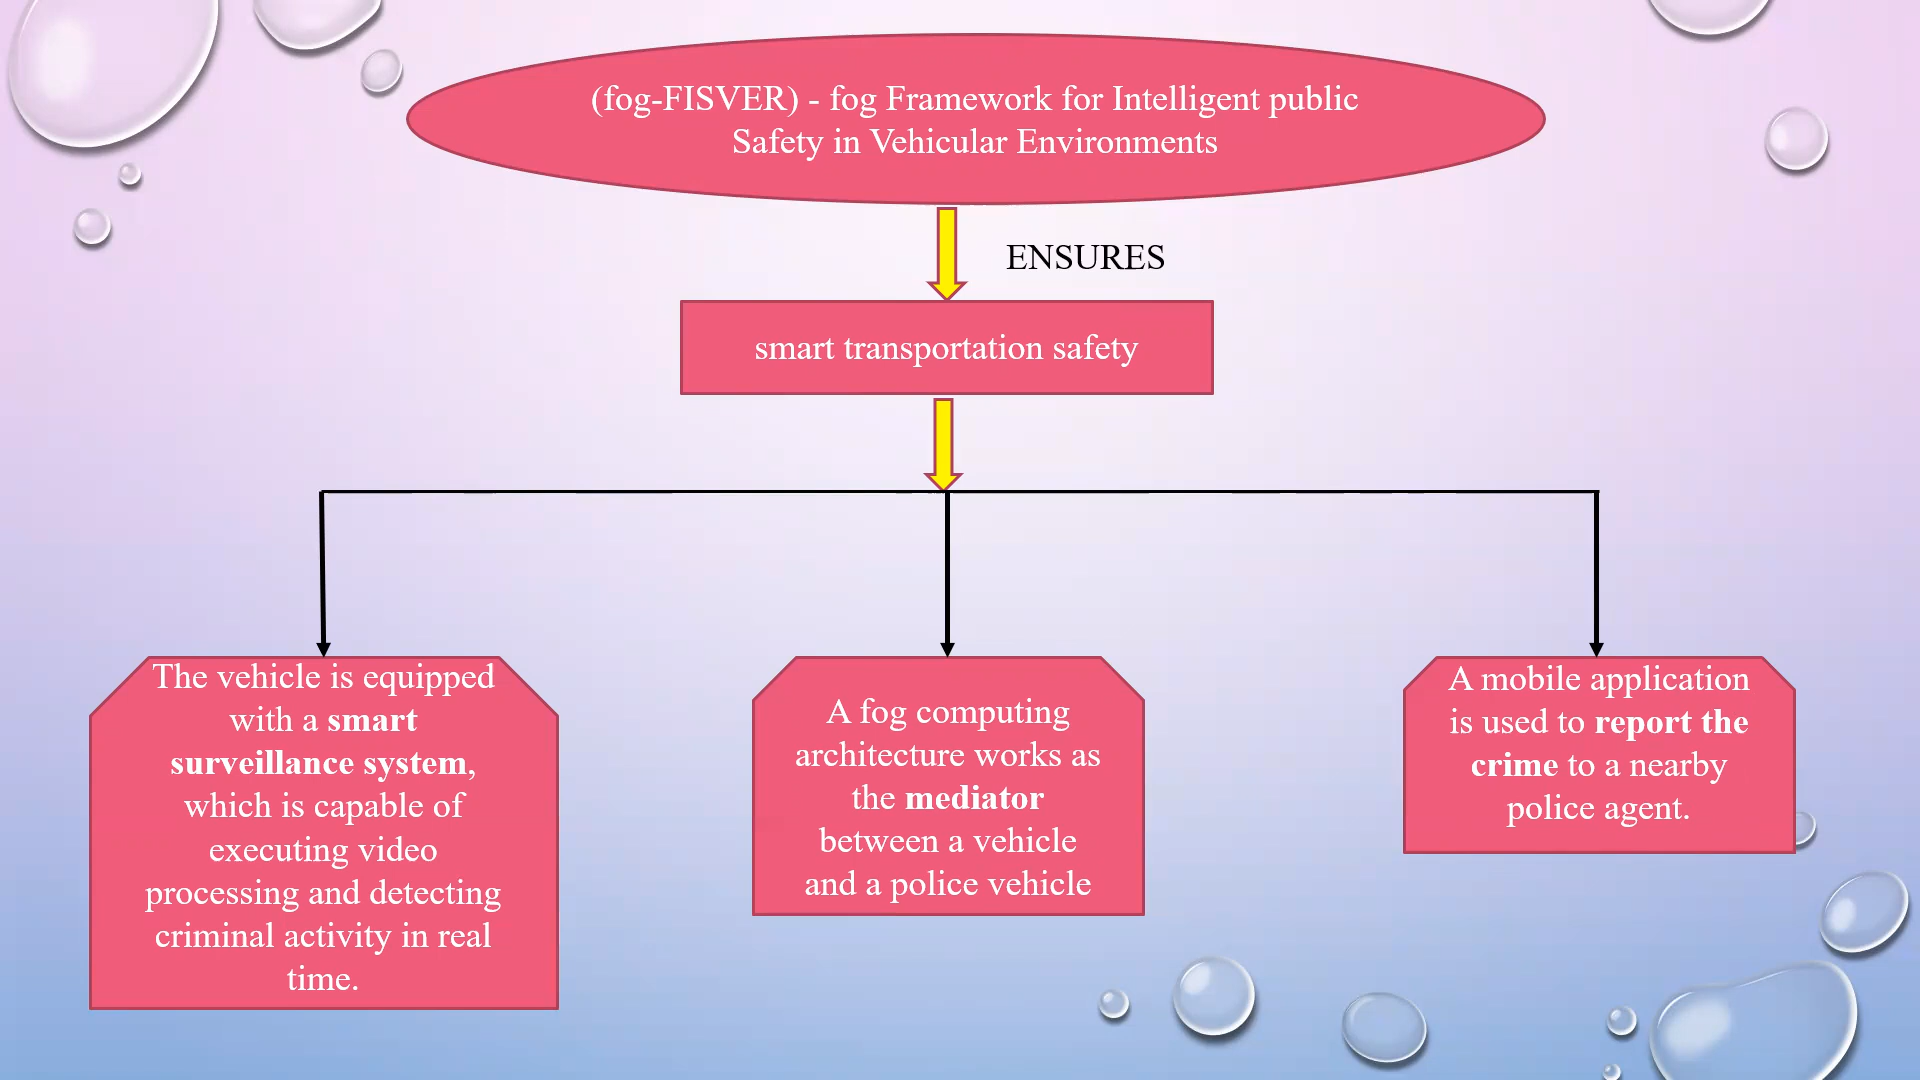 (fog-FISVER) - fog Framework for Intelligent public
Safety in Vehicular Environments
ENSURES
smart transportation safety
The vehicle is equipped
with a smart
surveillance system,
which is capable of
executing video
processing and detecting
criminal activity in real
time.
A fog computing
architecture works as
the mediator
between a vehicle
and a police vehicle
A mobile application
is used to report the
crime to a nearby
police agent.